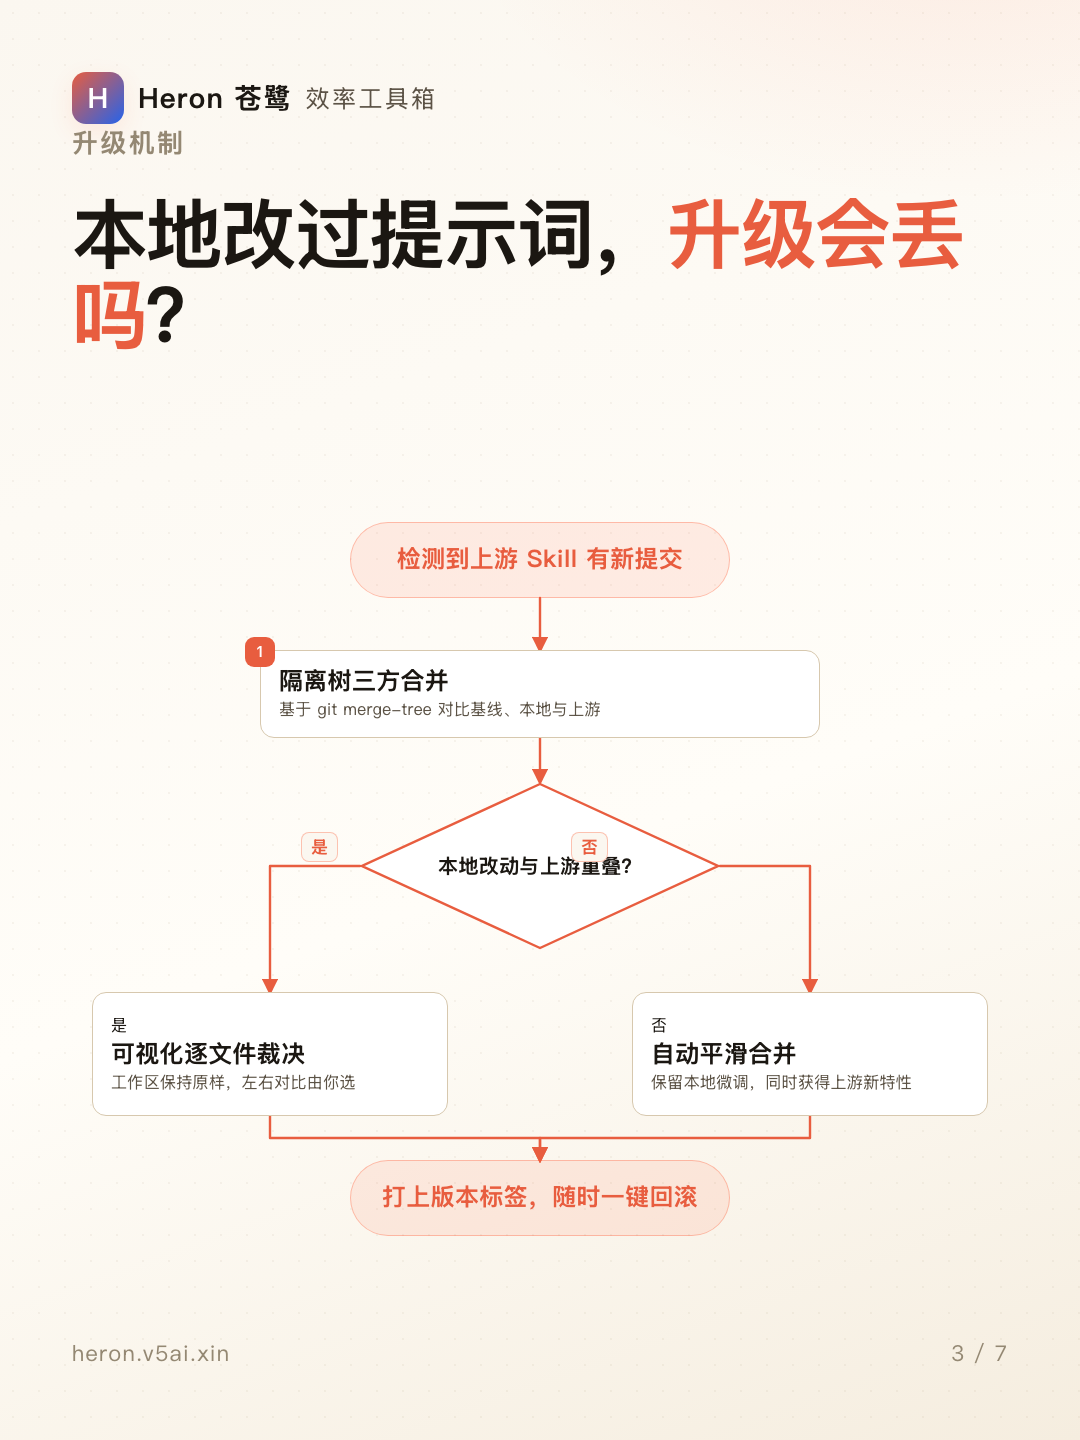 H Heron 苍鹭 效率工具箱
升级机制
本地改过提示词，升级会丢
吗?
检测到上游 Skill 有新提交
1
隔离树三方合并
基于 git merge-tree 对比基线、本地与上游
是
否
本地改动与上游重叠?
是
可视化逐文件裁决
工作区保持原样，左右对比由你选
否
自动平滑合并
保留本地微调，同时获得上游新特性
打上版本标签，随时一键回滚
heron.v5ai.xin
3 / 7